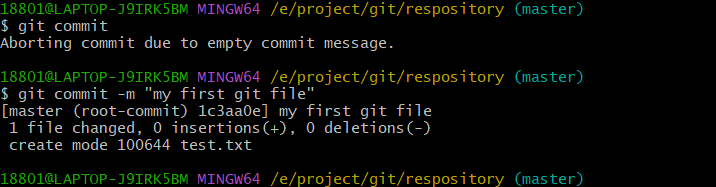 18801@LAPTOP-J9IRK5BM MINGW64 /e/project/git/respository (master)
$ git commit
Aborting commit due to empty commit message.
18801@LAPTOP-J9IRK5BM MINGW64 /e/project/git/respository (master)
$ git commit -m "my first git file"
[master (root-commit) 1c3aa0e] my first git file
1 file changed, 0 insertions(+), 0 deletions(-)
create mode 100644 test.txt
18801@LAPTOP-J9IRK5BM MINGW64 /e/project/git/respository (master)